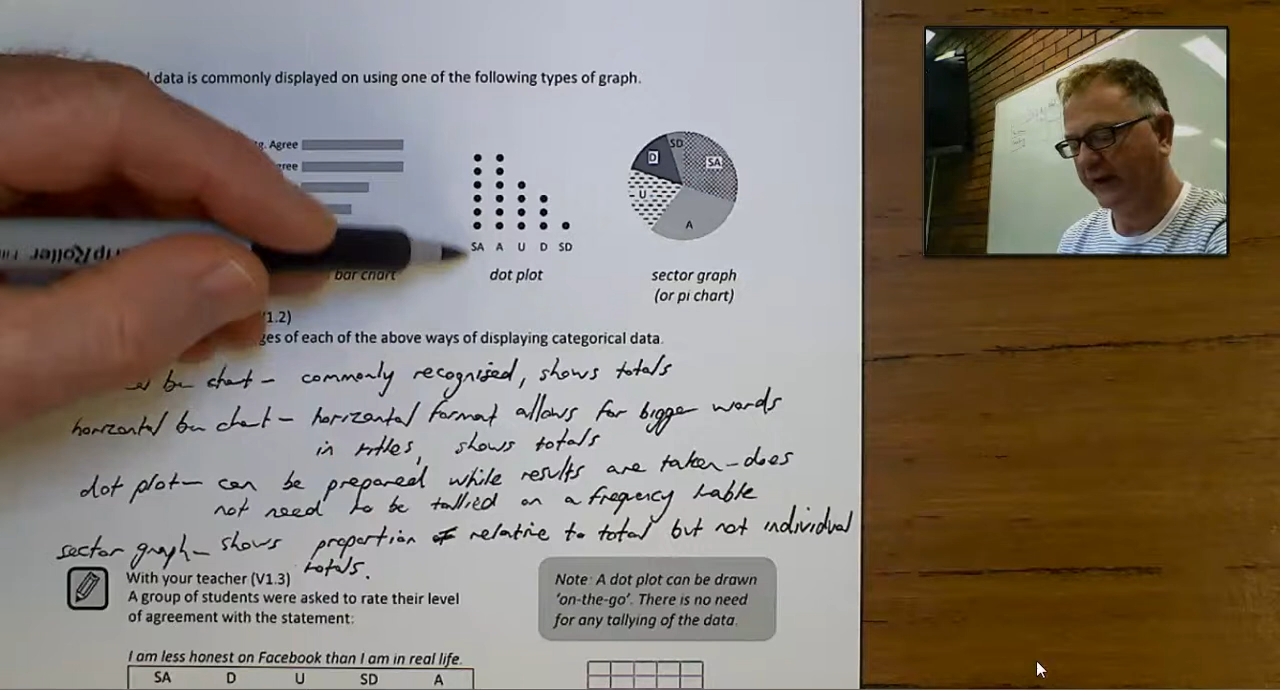 data is commonly displayed on using one of the following types of graph.
Agree
SD
D
SA
U
A
SA A U D SD
bar chart
dot plot
sector graph
(or pi chart)
1.2)
of each of the above ways of displaying categorical data.
chart - commonly recognised, shows totals
horizontal bar chart - horizontal format allows for bigger words
in titles, shows totals
dot plot - can be prepared while results are taken - does
not need to be tallied on a frequency table
sector graph - shows proportion relative to total but not individual
totals.
With your teacher (V1.3)
A group of students were asked to rate their level
of agreement with the statement:
Note: A dot plot can be drawn
'on-the-go'. There is no need
for any tallying of the data.
I am less honest on Facebook than I am in real life.
SA D U SD A